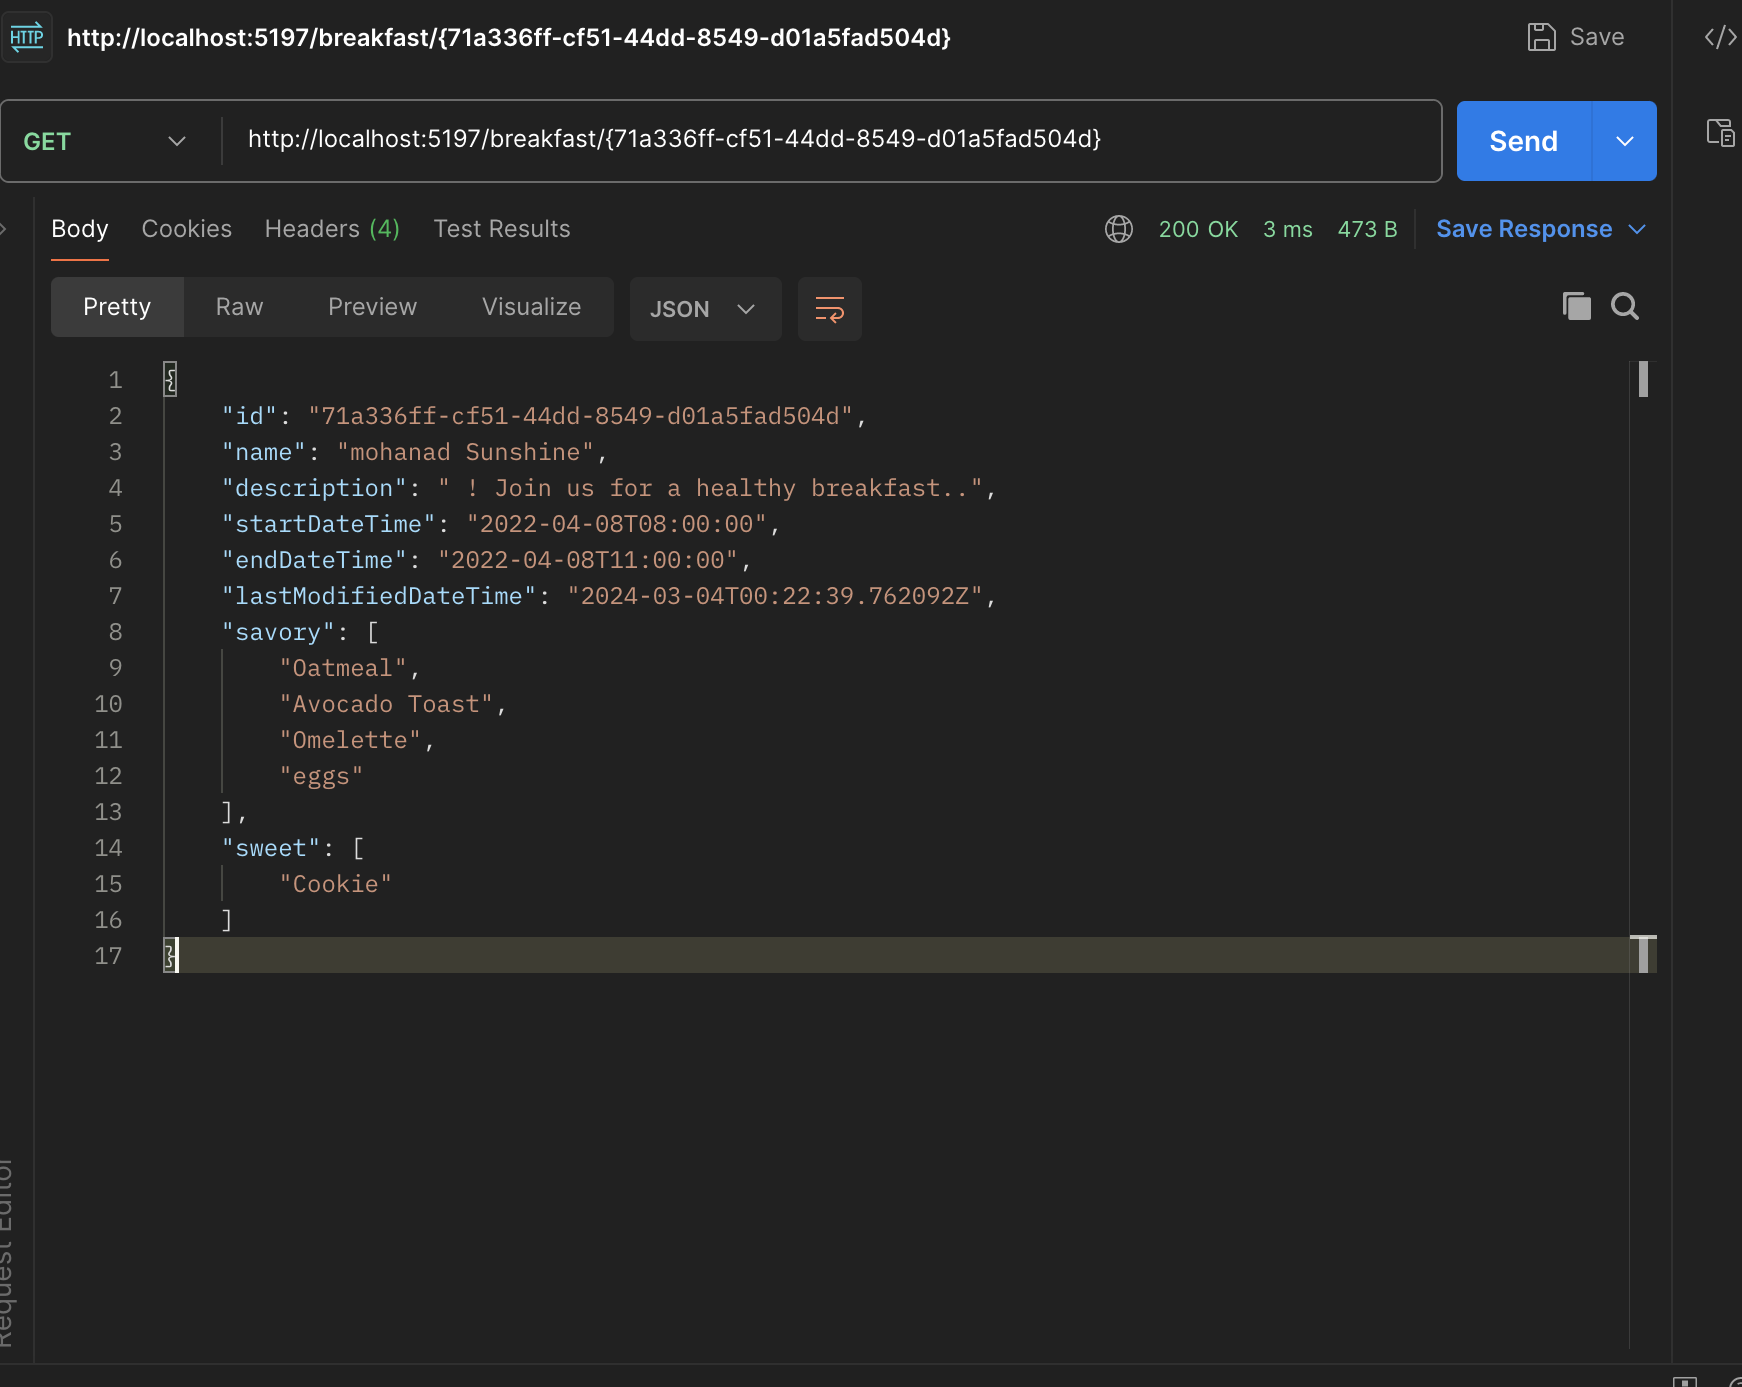 HTTP http://localhost:5197/breakfast/{71a336ff-cf51-44dd-8549-d01a5fad504d} Save
GET http://localhost:5197/breakfast/{71a336ff-cf51-44dd-8549-d01a5fad504d} Send
Body Cookies Headers (4) Test Results 200 OK 3 ms 473 B Save Response
Pretty Raw Preview Visualize JSON
1 {
2 "id": "71a336ff-cf51-44dd-8549-d01a5fad504d",
3 "name": "mohanad Sunshine",
4 "description": " ! Join us for a healthy breakfast..",
5 "startDateTime": "2022-04-08T08:00:00",
6 "endDateTime": "2022-04-08T11:00:00",
7 "lastModifiedDateTime": "2024-03-04T00:22:39.762092Z",
8 "savory": [
9 "Oatmeal",
10 "Avocado Toast",
11 "Omelette",
12 "eggs"
13 ],
14 "sweet": [
15 "Cookie"
16 ]
17 }
Request Editor